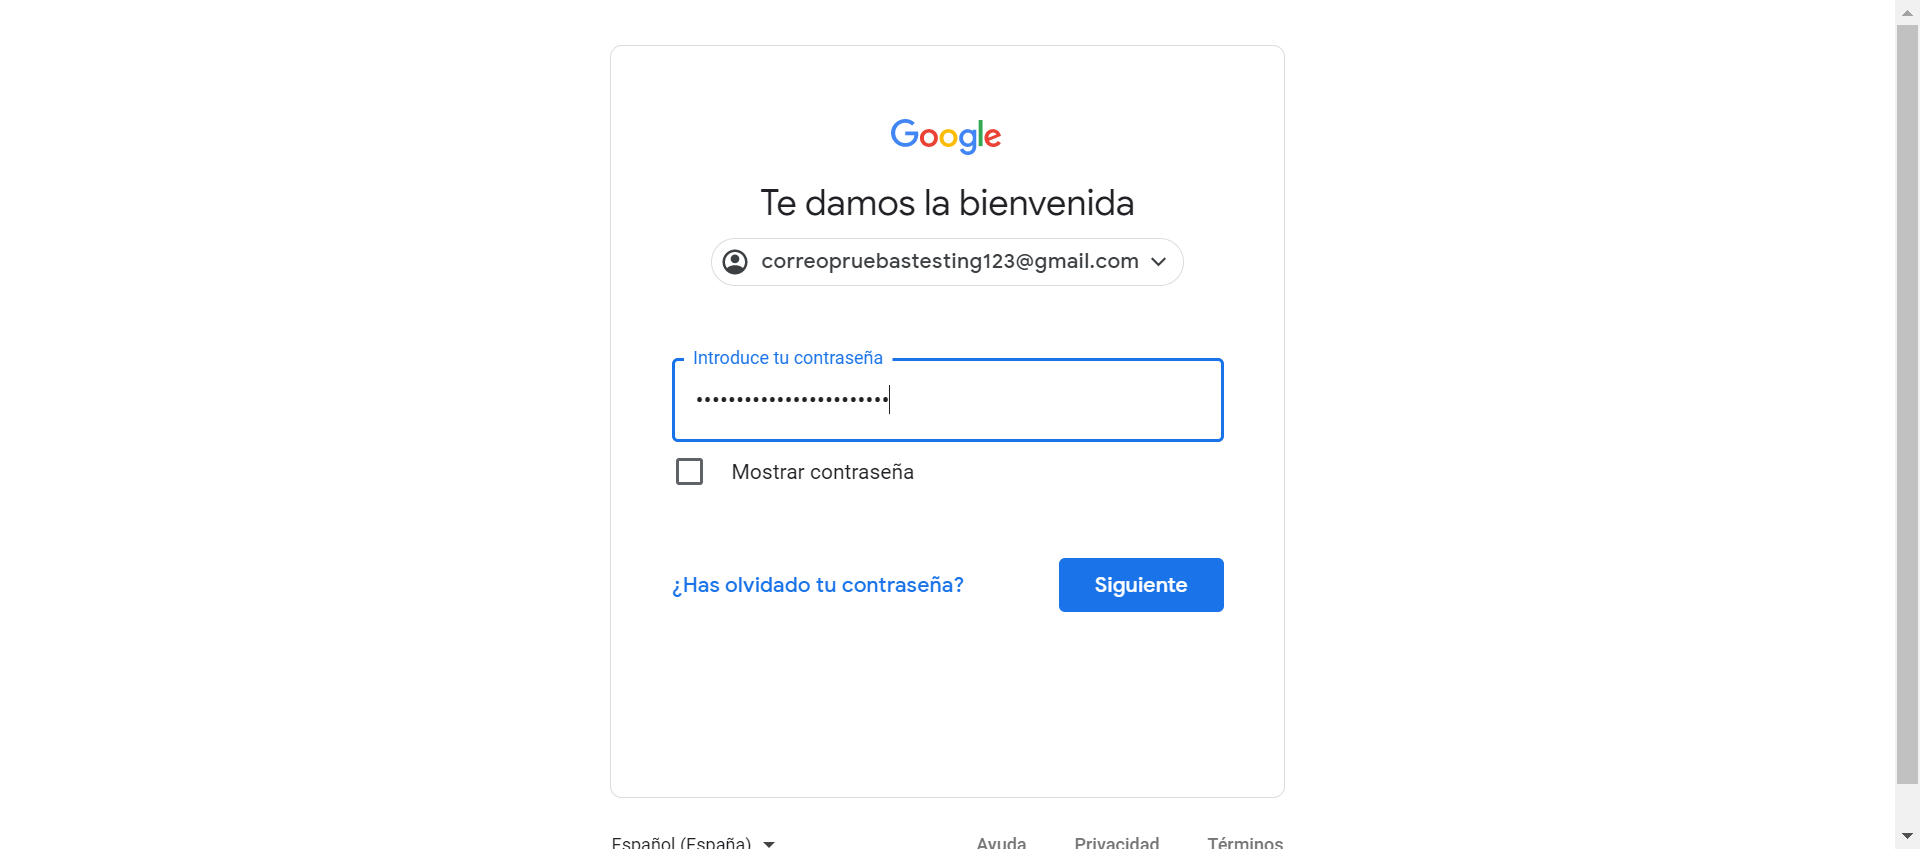 Google
Te damos la bienvenida
correopruebastesting123@gmail.com
Introduce tu contraseña
••••••••••••••••••••••••
Mostrar contraseña
¿Has olvidado tu contraseña?
Siguiente
Español (España)
Ayuda
Privacidad
Términos